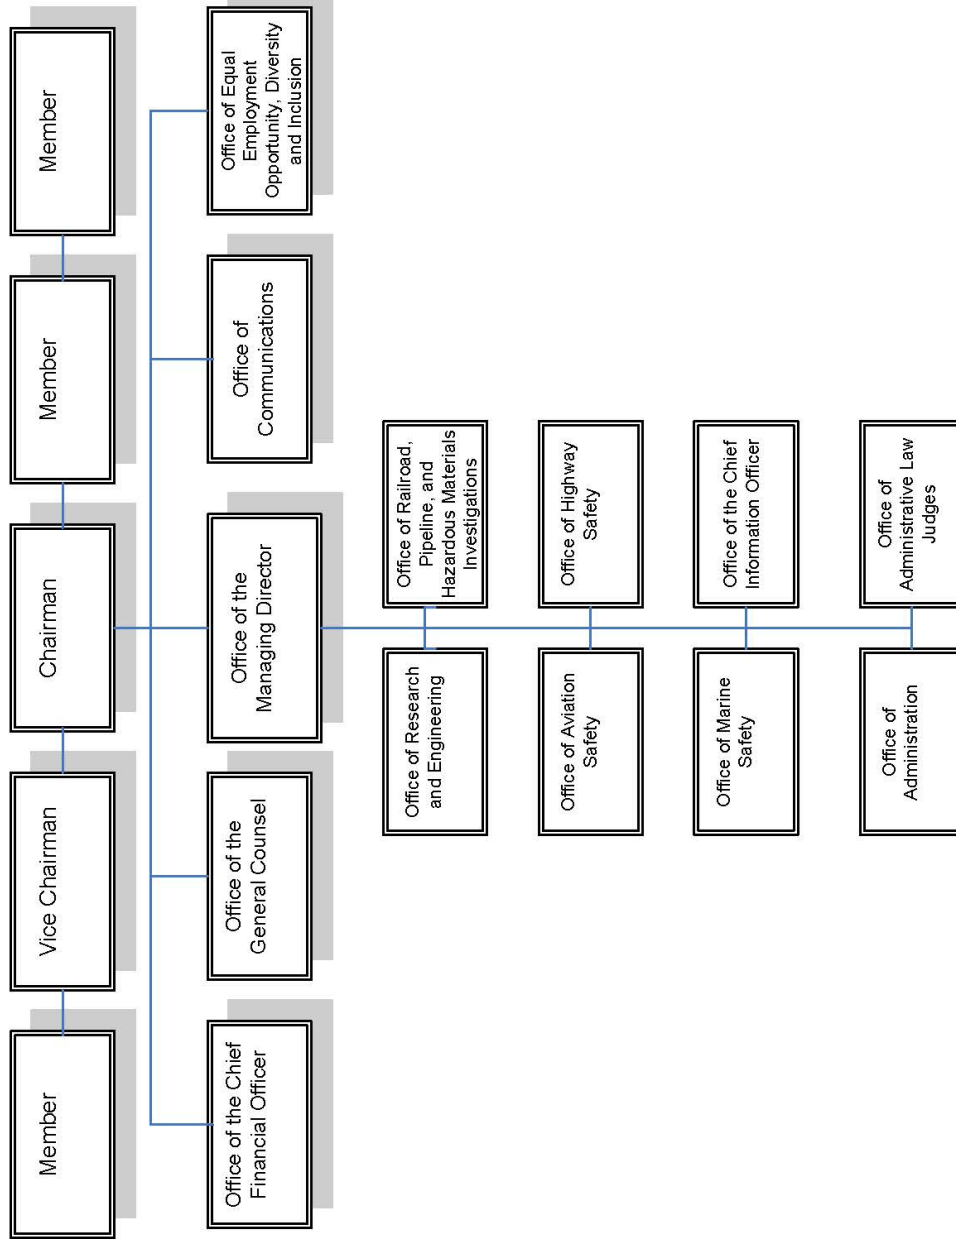 Member
Vice Chairman
Chairman
Member
Member
Office of the Chief
Financial Officer
Office of the
General Counsel
Office of the
Managing Director
Office of
Communications
Office of Equal
Employment
Opportunity, Diversity
and Inclusion
Office of Research
and Engineering
Office of Railroad,
Pipeline, and
Hazardous Materials
Investigations
Office of Aviation
Safety
Office of Highway
Safety
Office of Marine
Safety
Office of the Chief
Information Officer
Office of
Administration
Office of
Administrative Law
Judges